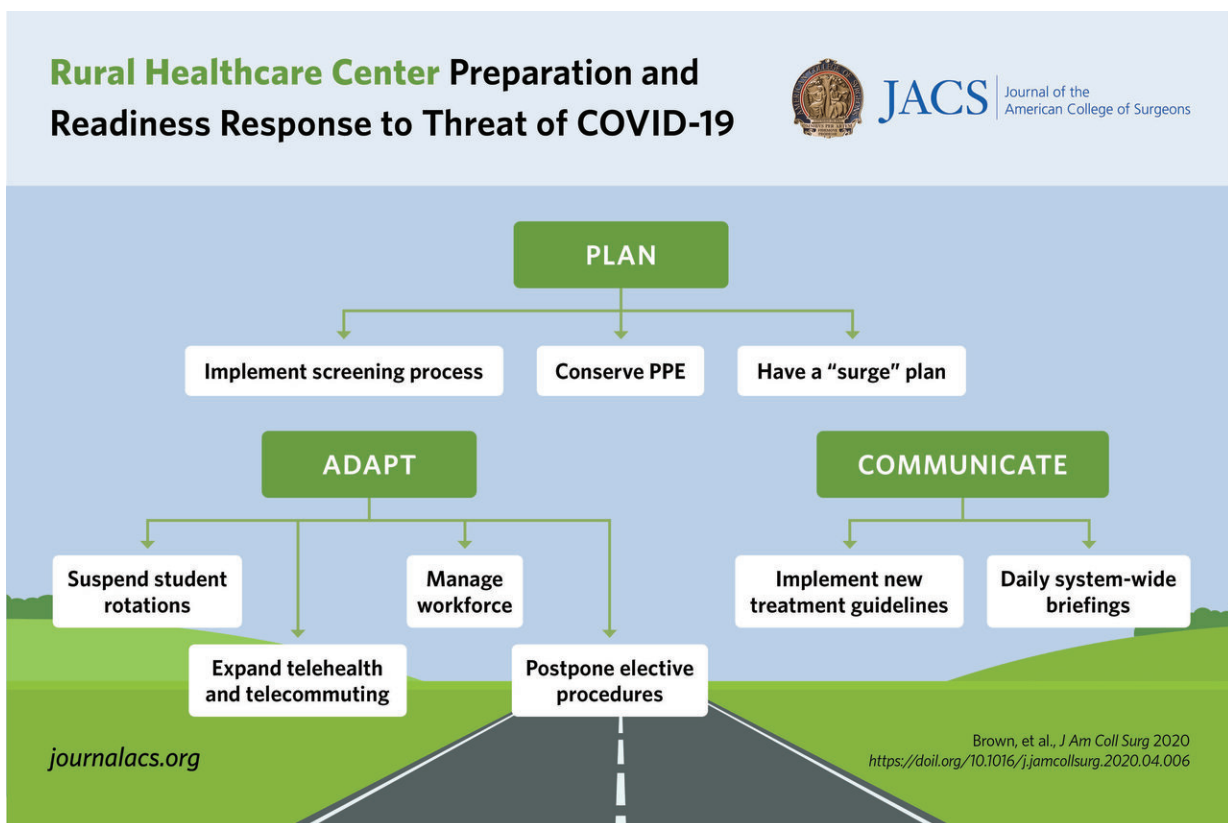 Rural Healthcare Center Preparation and
Readiness Response to Threat of COVID-19
JACS
Journal of the
American College of Surgeons
PLAN
Implement screening process
Conserve PPE
Have a “surge” plan
ADAPT
Suspend student
rotations
Expand telehealth
and telecommuting
Manage
workforce
Postpone elective
procedures
COMMUNICATE
Implement new
treatment guidelines
Daily system-wide
briefings
journalacs.org
Brown, et al., J Am Coll Surg 2020
https://doil.org/10.1016/j.jamcollsurg.2020.04.006